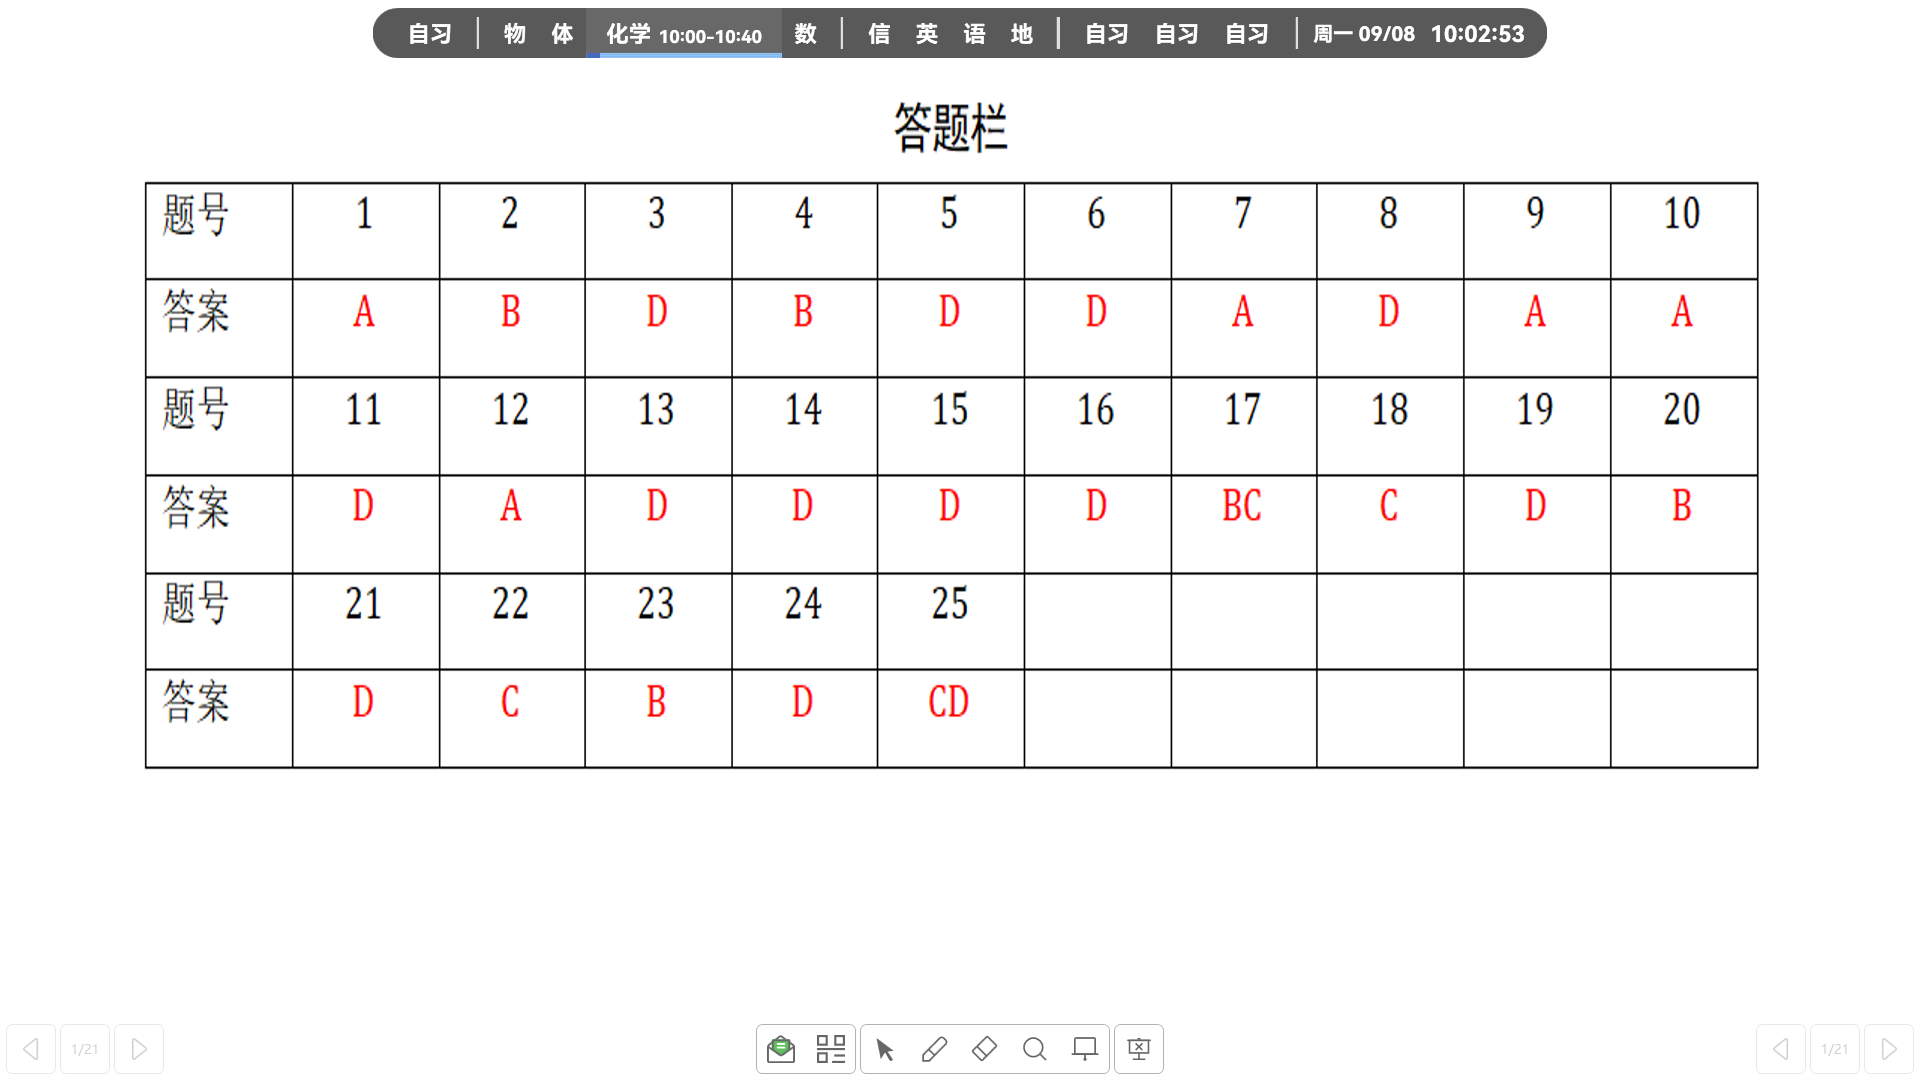 自习 | 物 体 化学 10:00-10:40 数 | 信 英 语 地 | 自习 自习 自习 | 周一 09/08 10:02:53
答题栏
题号 1 2 3 4 5 6 7 8 9 10
答案 A B D B D D A D A A
题号 11 12 13 14 15 16 17 18 19 20
答案 D A D D D D BC C D B
题号 21 22 23 24 25
答案 D C B D CD
1/21 1/21